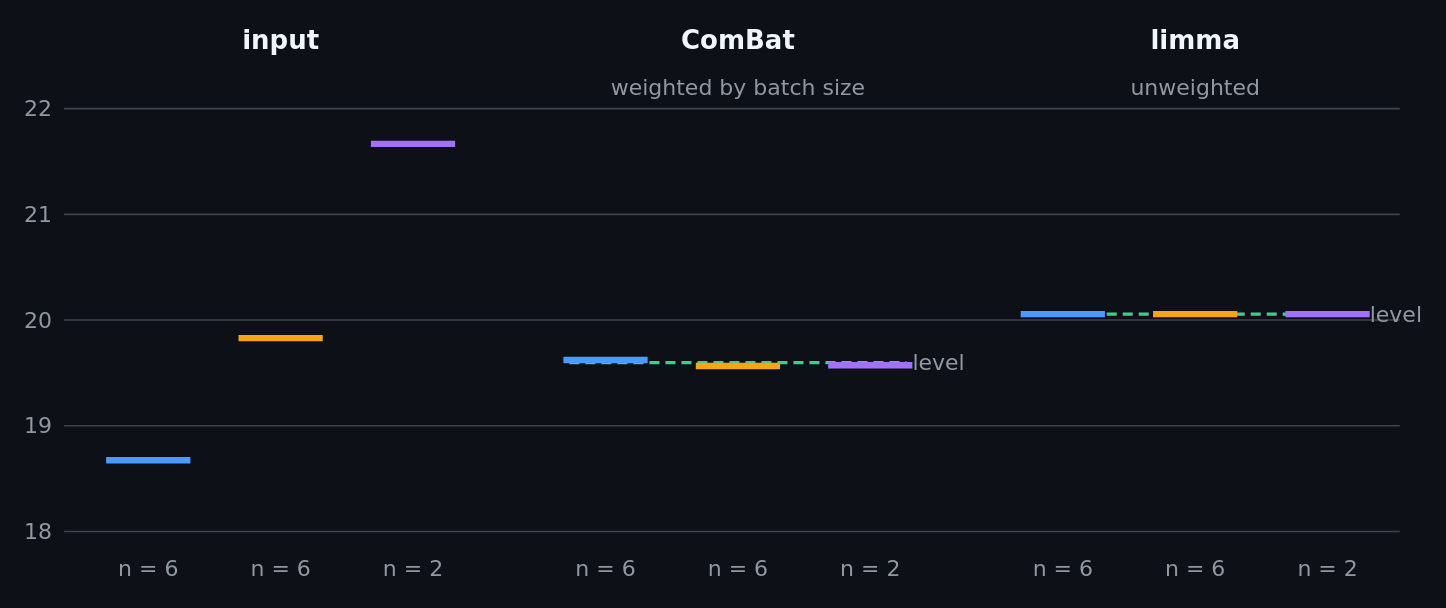 input
ComBat
limma
weighted by batch size
unweighted
22
21
20
19
18
level
level
n = 6
n = 6
n = 2
n = 6
n = 6
n = 2
n = 6
n = 6
n = 2